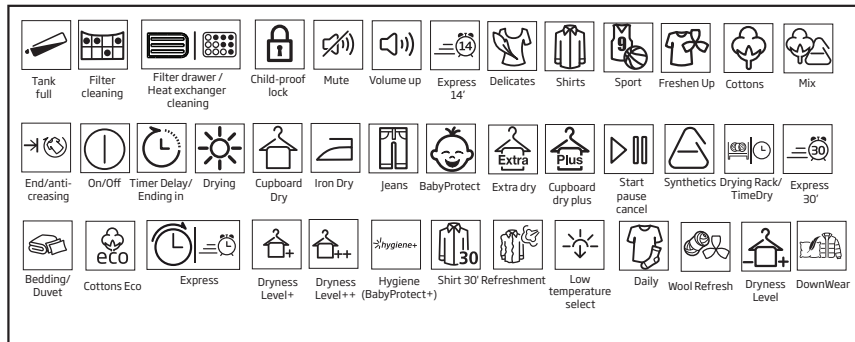 14
9
Tank full
Filter cleaning
Filter drawer / Heat exchanger cleaning
Child-proof lock
Mute
Volume up
Express 14'
Delicates
Shirts
Sport
Freshen Up
Cottons
Mix
Extra
Plus
30
End/anti-creasing
On/Off
Timer Delay/ Ending in
Drying
Cupboard Dry
Iron Dry
Jeans
BabyProtect
Extra dry
Cupboard dry plus
Start pause cancel
Synthetics
Drying Rack/ TimeDry
Express 30'
eco
+
++
hygiene+
30
- +
Bedding/ Duvet
Cottons Eco
Express
Dryness Level+
Dryness Level++
Hygiene (BabyProtect+)
Shirt 30'
Refreshment
Low temperature select
Daily
Wool Refresh
Dryness Level
DownWear